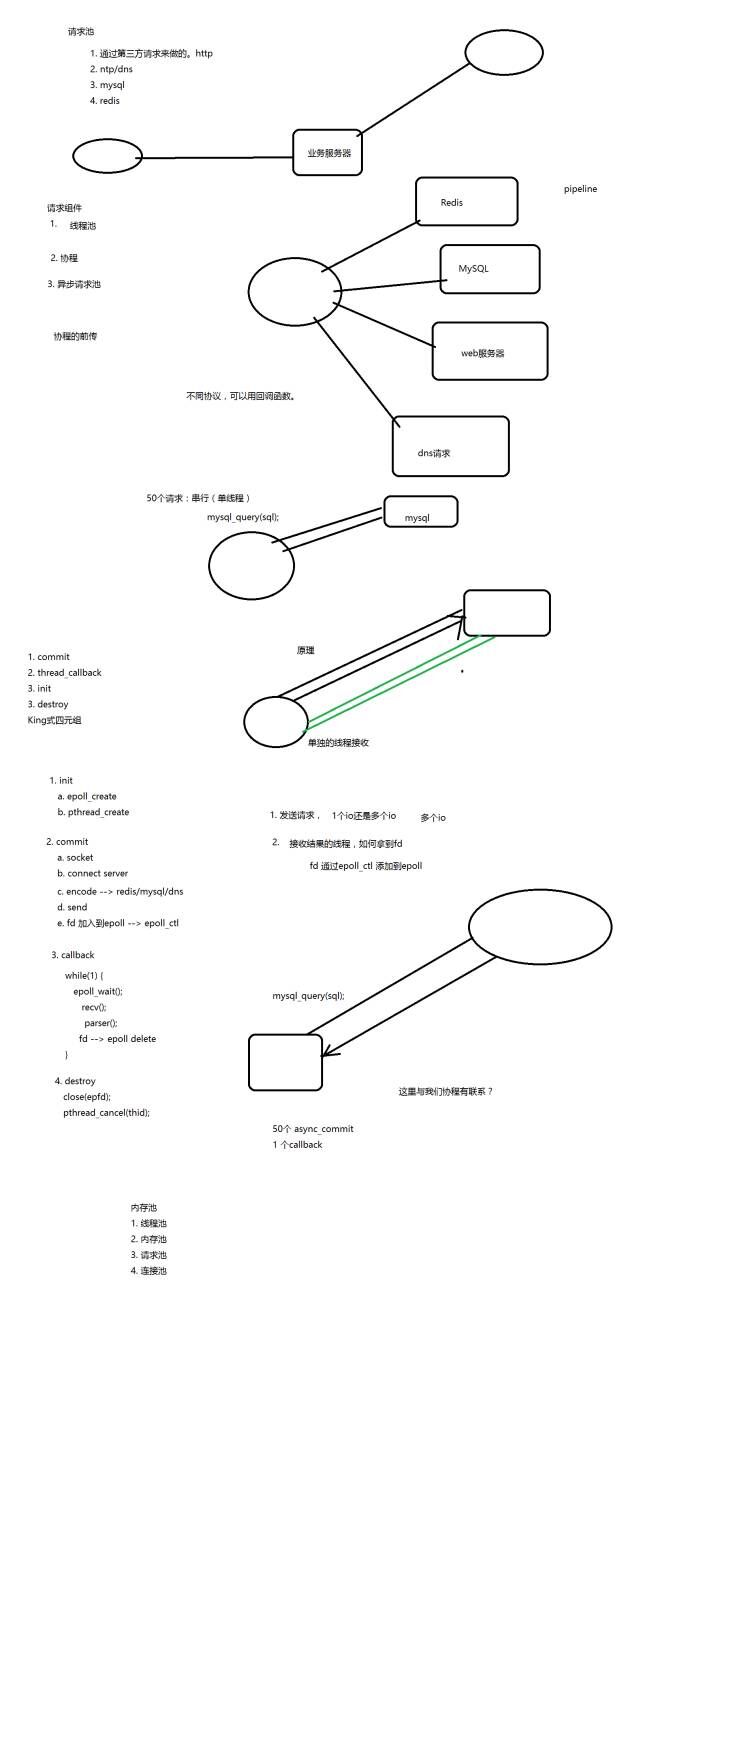 请求池
1. 通过第三方请求来做的。http
2. ntp/dns
3. mysql
4. redis
业务服务器
Redis
pipeline
请求组件
1. 线程池
2. 协程
3. 异步请求池
MySQL
协程的前传
web服务器
不同协议，可以用回调函数。
dns请求
50个请求：串行（单线程）
mysql_query(sql);
mysql
原理
1. commit
2. thread_callback
3. init
3. destroy
King式四元组
单独的线程接收
1. init
a. epoll_create
b. pthread_create
2. commit
a. socket
b. connect server
c. encode --> redis/mysql/dns
d. send
e. fd 加入到epoll --> epoll_ctl
3. callback
while(1) {
epoll_wait();
recv();
parser();
fd --> epoll delete
}
4. destroy
close(epfd);
pthread_cancel(thid);
1. 发送请求， 1个io还是多个io 多个io
2. 接收结果的线程，如何拿到fd
fd 通过epoll_ctl 添加到epoll
mysql_query(sql);
这里与我们协程有联系？
50个 async_commit
1 个callback
内存池
1. 线程池
2. 内存池
3. 请求池
4. 连接池